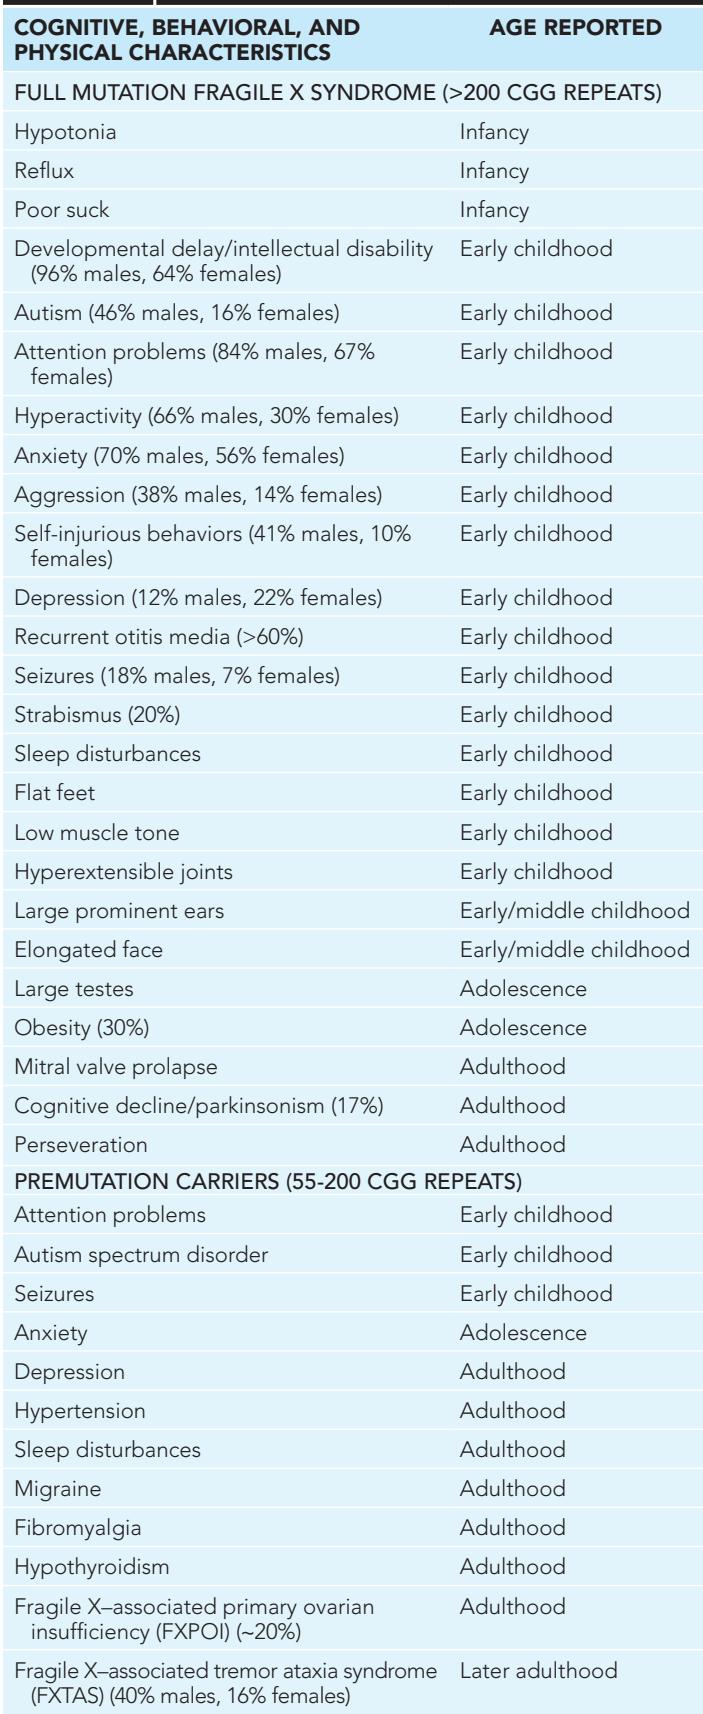 COGNITIVE, BEHAVIORAL, AND AGE REPORTED
PHYSICAL CHARACTERISTICS
FULL MUTATION FRAGILE X SYNDROME (>200 CGG REPEATS)
Hypotonia Infancy
Reflux Infancy
Poor suck Infancy
Developmental delay/intellectual disability Early childhood
(96% males, 64% females)
Autism (46% males, 16% females) Early childhood
Attention problems (84% males, 67% Early childhood
females)
Hyperactivity (66% males, 30% females) Early childhood
Anxiety (70% males, 56% females) Early childhood
Aggression (38% males, 14% females) Early childhood
Self-injurious behaviors (41% males, 10% Early childhood
females)
Depression (12% males, 22% females) Early childhood
Recurrent otitis media (>60%) Early childhood
Seizures (18% males, 7% females) Early childhood
Strabismus (20%) Early childhood
Sleep disturbances Early childhood
Flat feet Early childhood
Low muscle tone Early childhood
Hyperextensible joints Early childhood
Large prominent ears Early/middle childhood
Elongated face Early/middle childhood
Large testes Adolescence
Obesity (30%) Adolescence
Mitral valve prolapse Adulthood
Cognitive decline/parkinsonism (17%) Adulthood
Perseveration Adulthood
PREMUTATION CARRIERS (55-200 CGG REPEATS)
Attention problems Early childhood
Autism spectrum disorder Early childhood
Seizures Early childhood
Anxiety Adolescence
Depression Adulthood
Hypertension Adulthood
Sleep disturbances Adulthood
Migraine Adulthood
Fibromyalgia Adulthood
Hypothyroidism Adulthood
Fragile X–associated primary ovarian Adulthood
insufficiency (FXPOI) (~20%)
Fragile X–associated tremor ataxia syndrome Later adulthood
(FXTAS) (40% males, 16% females)